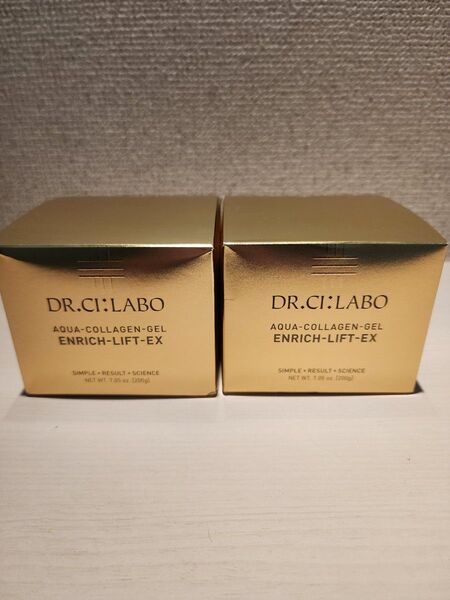 DR.CI:LABO
AQUA-COLLAGEN-GEL
ENRICH-LIFT-EX
SIMPLE+RESULT+SCIENCE
NET WT. 7.05 oz. [200g]
DR.CI:LABO
AQUA-COLLAGEN-GEL
ENRICH-LIFT-EX
SIMPLE+RESULT+SCIENCE
NET WT. 7.05 oz. [200g]